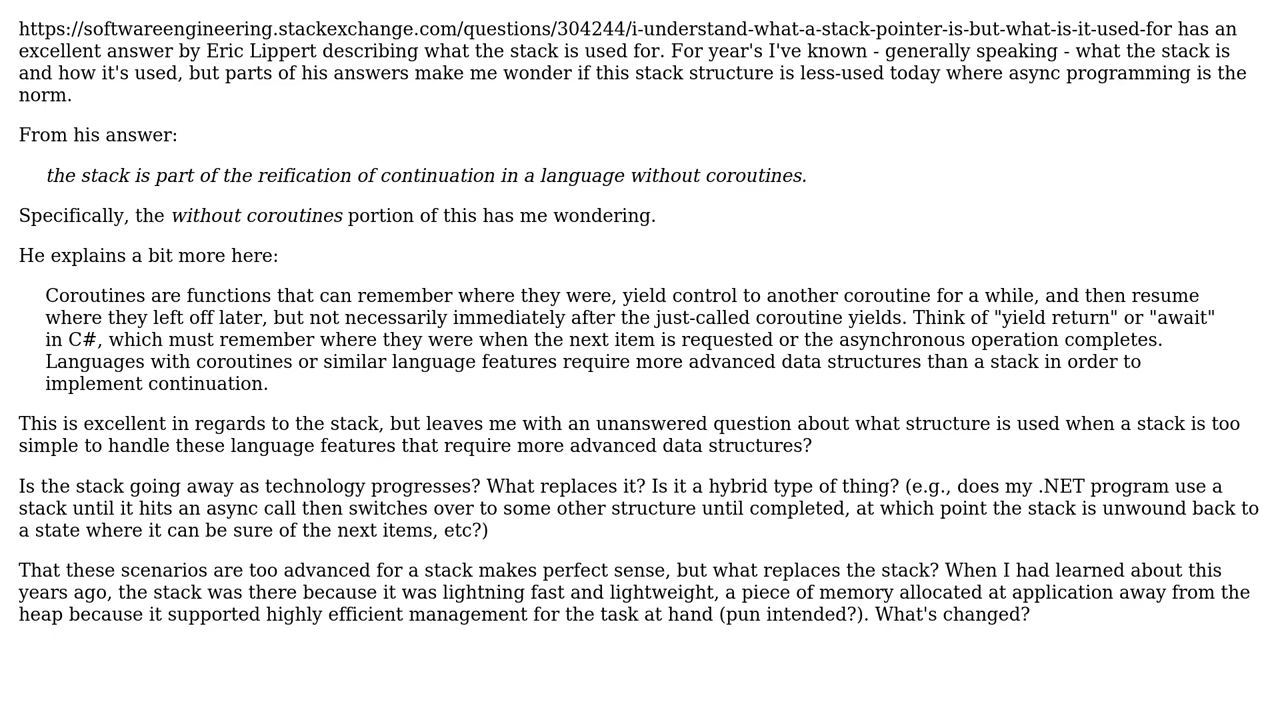 https://softwareengineering.stackexchange.com/questions/304244/i-understand-what-a-stack-pointer-is-but-what-is-it-used-for has an
excellent answer by Eric Lippert describing what the stack is used for. For year's I've known - generally speaking - what the stack is
and how it's used, but parts of his answers make me wonder if this stack structure is less-used today where async programming is the
norm.
From his answer:
the stack is part of the reification of continuation in a language without coroutines.
Specifically, the without coroutines portion of this has me wondering.
He explains a bit more here:
Coroutines are functions that can remember where they were, yield control to another coroutine for a while, and then resume
where they left off later, but not necessarily immediately after the just-called coroutine yields. Think of "yield return" or "await"
in C#, which must remember where they were when the next item is requested or the asynchronous operation completes.
Languages with coroutines or similar language features require more advanced data structures than a stack in order to
implement continuation.
This is excellent in regards to the stack, but leaves me with an unanswered question about what structure is used when a stack is too
simple to handle these language features that require more advanced data structures?
Is the stack going away as technology progresses? What replaces it? Is it a hybrid type of thing? (e.g., does my .NET program use a
stack until it hits an async call then switches over to some other structure until completed, at which point the stack is unwound back to
a state where it can be sure of the next items, etc?)
That these scenarios are too advanced for a stack makes perfect sense, but what replaces the stack? When I had learned about this
years ago, the stack was there because it was lightning fast and lightweight, a piece of memory allocated at application away from the
heap because it supported highly efficient management for the task at hand (pun intended?). What's changed?